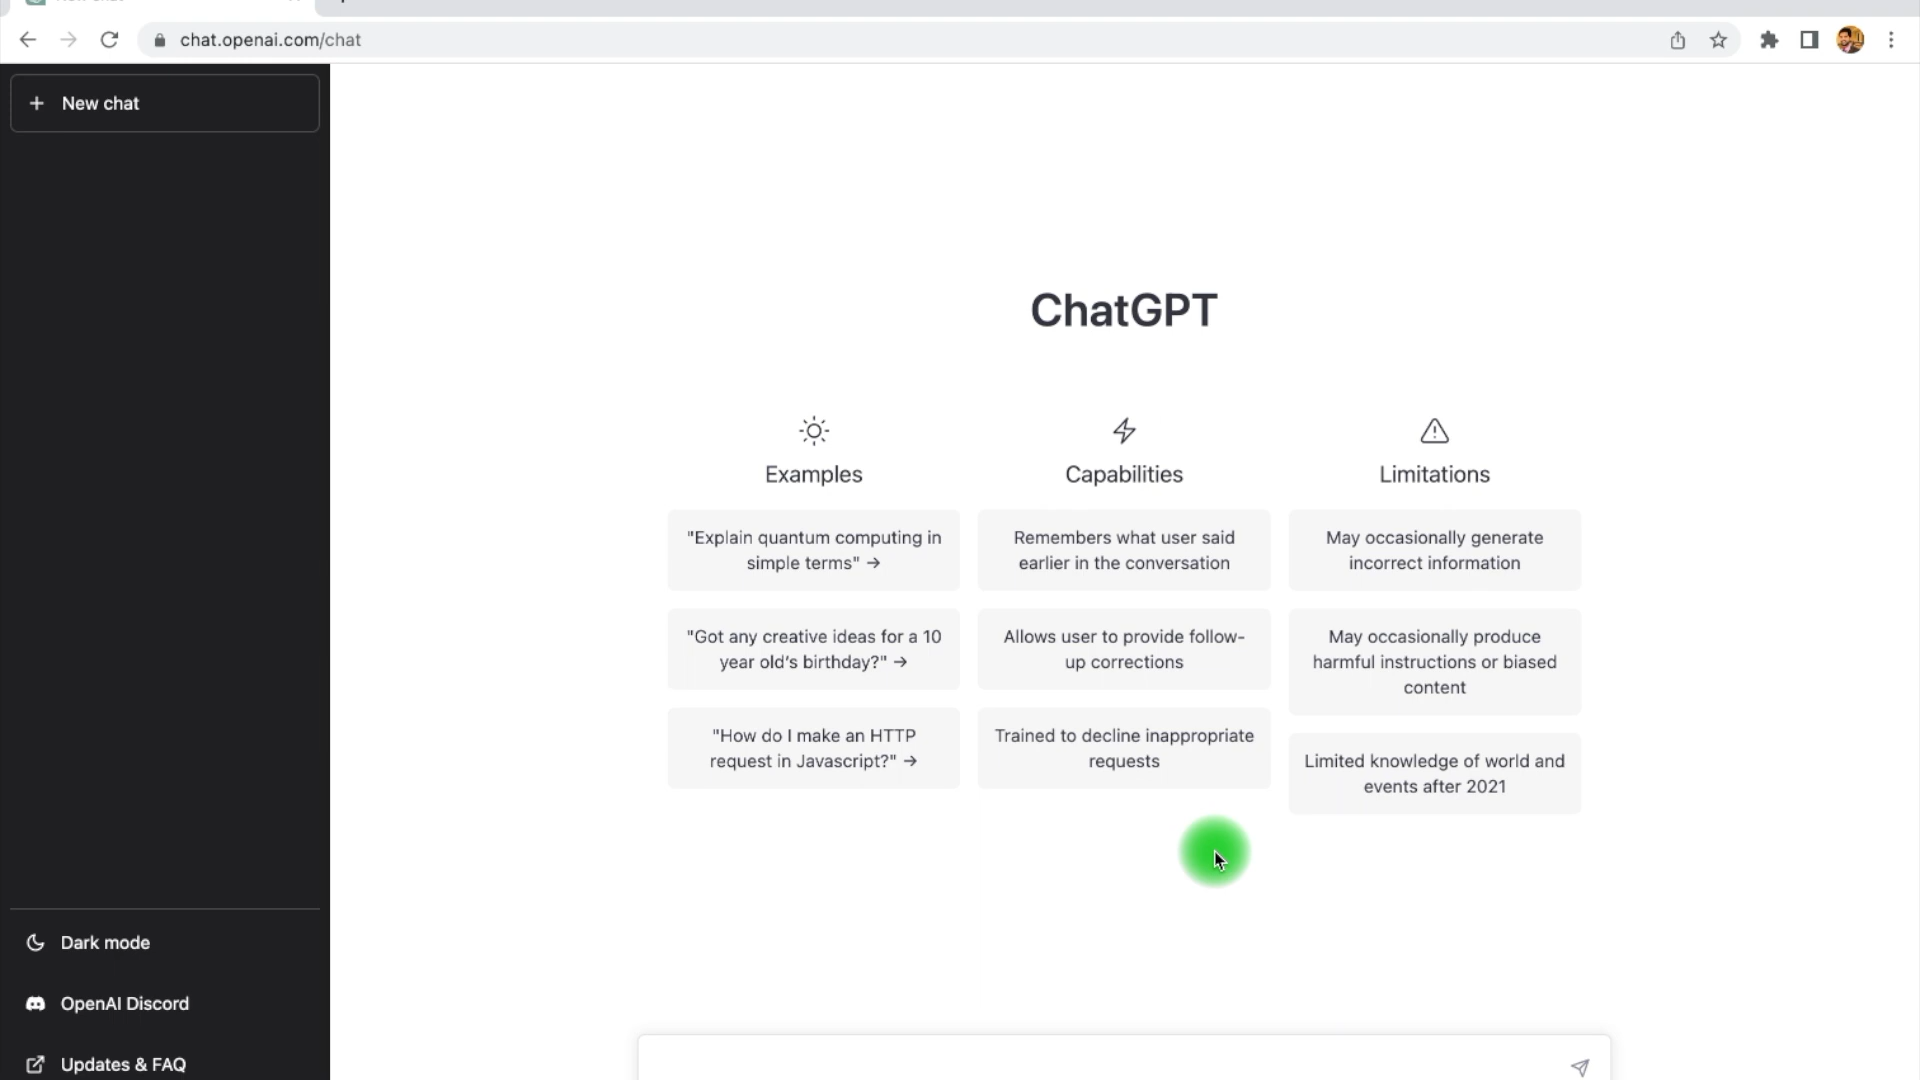 chat.openai.com/chat
New chat
ChatGPT
Examples
"Explain quantum computing in
simple terms" →
"Got any creative ideas for a 10
year old's birthday?" →
"How do I make an HTTP
request in Javascript?" →
Capabilities
Remembers what user said
earlier in the conversation
Allows user to provide follow-
up corrections
Trained to decline inappropriate
requests
Limitations
May occasionally generate
incorrect information
May occasionally produce
harmful instructions or biased
content
Limited knowledge of world and
events after 2021
Dark mode
OpenAI Discord
Updates & FAQ